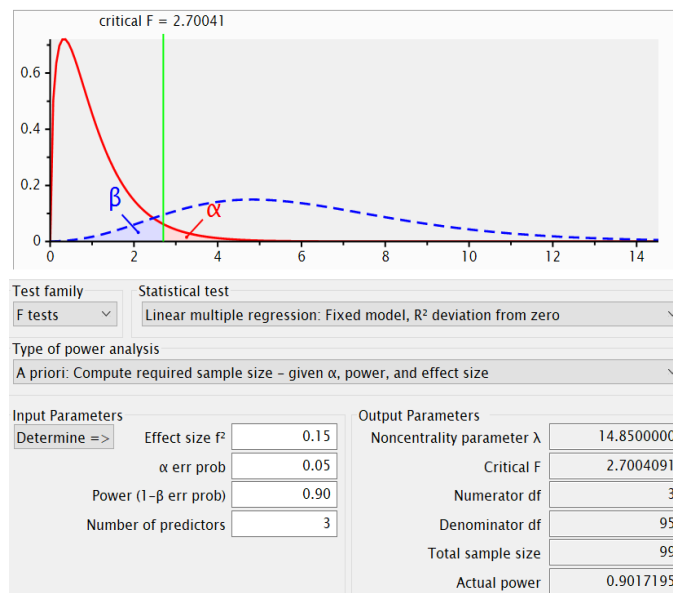 critical F = 2.70041
0.6
0.4
β
0.2
α
0
0 2 4 6 8 10 12 14
Test family Statistical test
F tests Linear multiple regression: Fixed model, R² deviation from zero
Type of power analysis
A priori: Compute required sample size – given α, power, and effect size
Input Parameters Output Parameters
Determine => Effect size f² 0.15 Noncentrality parameter λ 14.8500000
α err prob 0.05 Critical F 2.7004091
Power (1-β err prob) 0.90 Numerator df 3
Number of predictors 3 Denominator df 95
Total sample size 99
Actual power 0.9017195